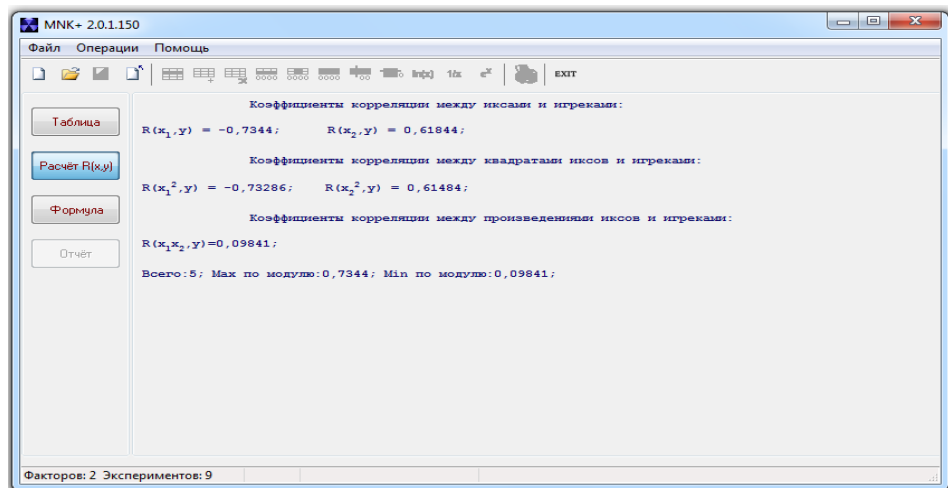 MNK+ 2.0.1.150
Файл Операции Помощь
ln(x) 1/x eˣ EXIT
Таблица
Расчёт R(x,y)
Формула
Отчёт
Коэффициенты корреляции между иксами и игреками:
R(x₁,y) = -0,7344; R(x₂,y) = 0,61844;
Коэффициенты корреляции между квадратами иксов и игреками:
R(x₁²,y) = -0,73286; R(x₂²,y) = 0,61484;
Коэффициенты корреляции между произведениями иксов и игреками:
R(x₁x₂,y)=0,09841;
Всего:5; Max по модулю:0,7344; Min по модулю:0,09841;
Факторов: 2 Экспериментов: 9